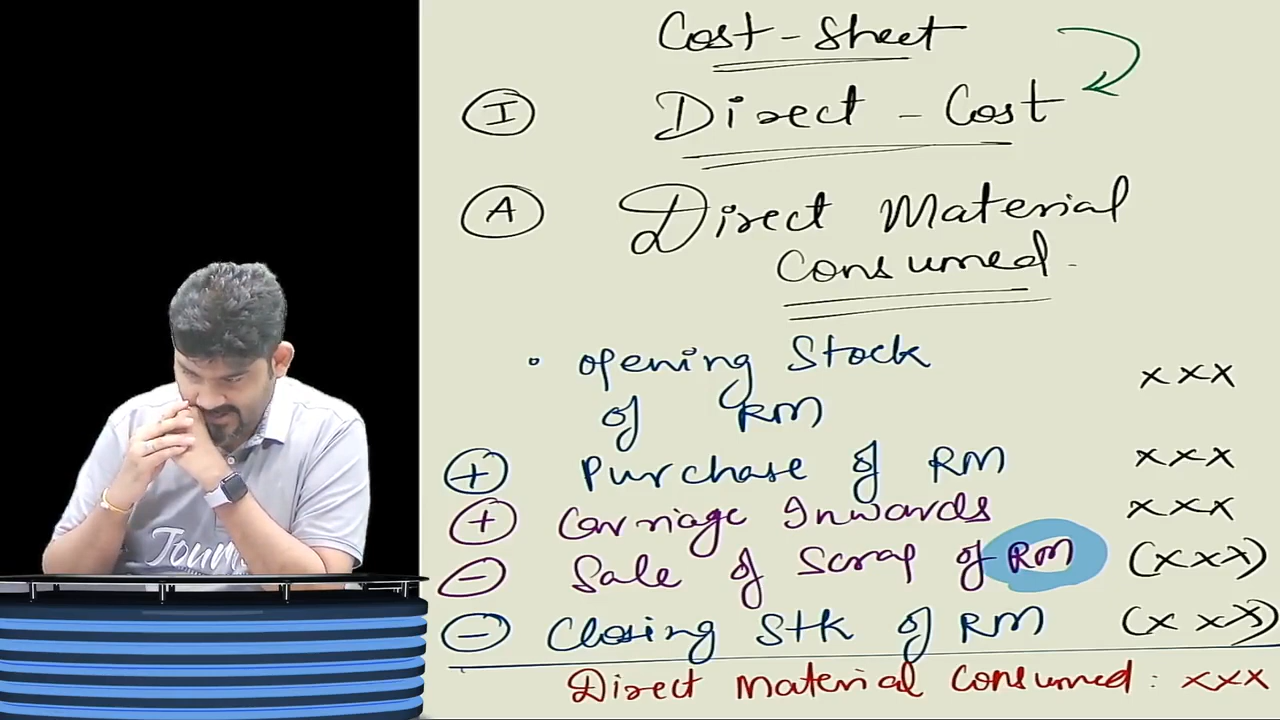 Cost-Sheet
I Direct-Cost
A Direct Material
Consumed.
• opening Stock
of RM xxx
+ Purchase of RM xxx
+ Carriage Inwards xxx
- Sale of Scrap of RM (xxx)
- Closing Stk of RM (xxx)
Direct Material Consumed: xxx
Journ